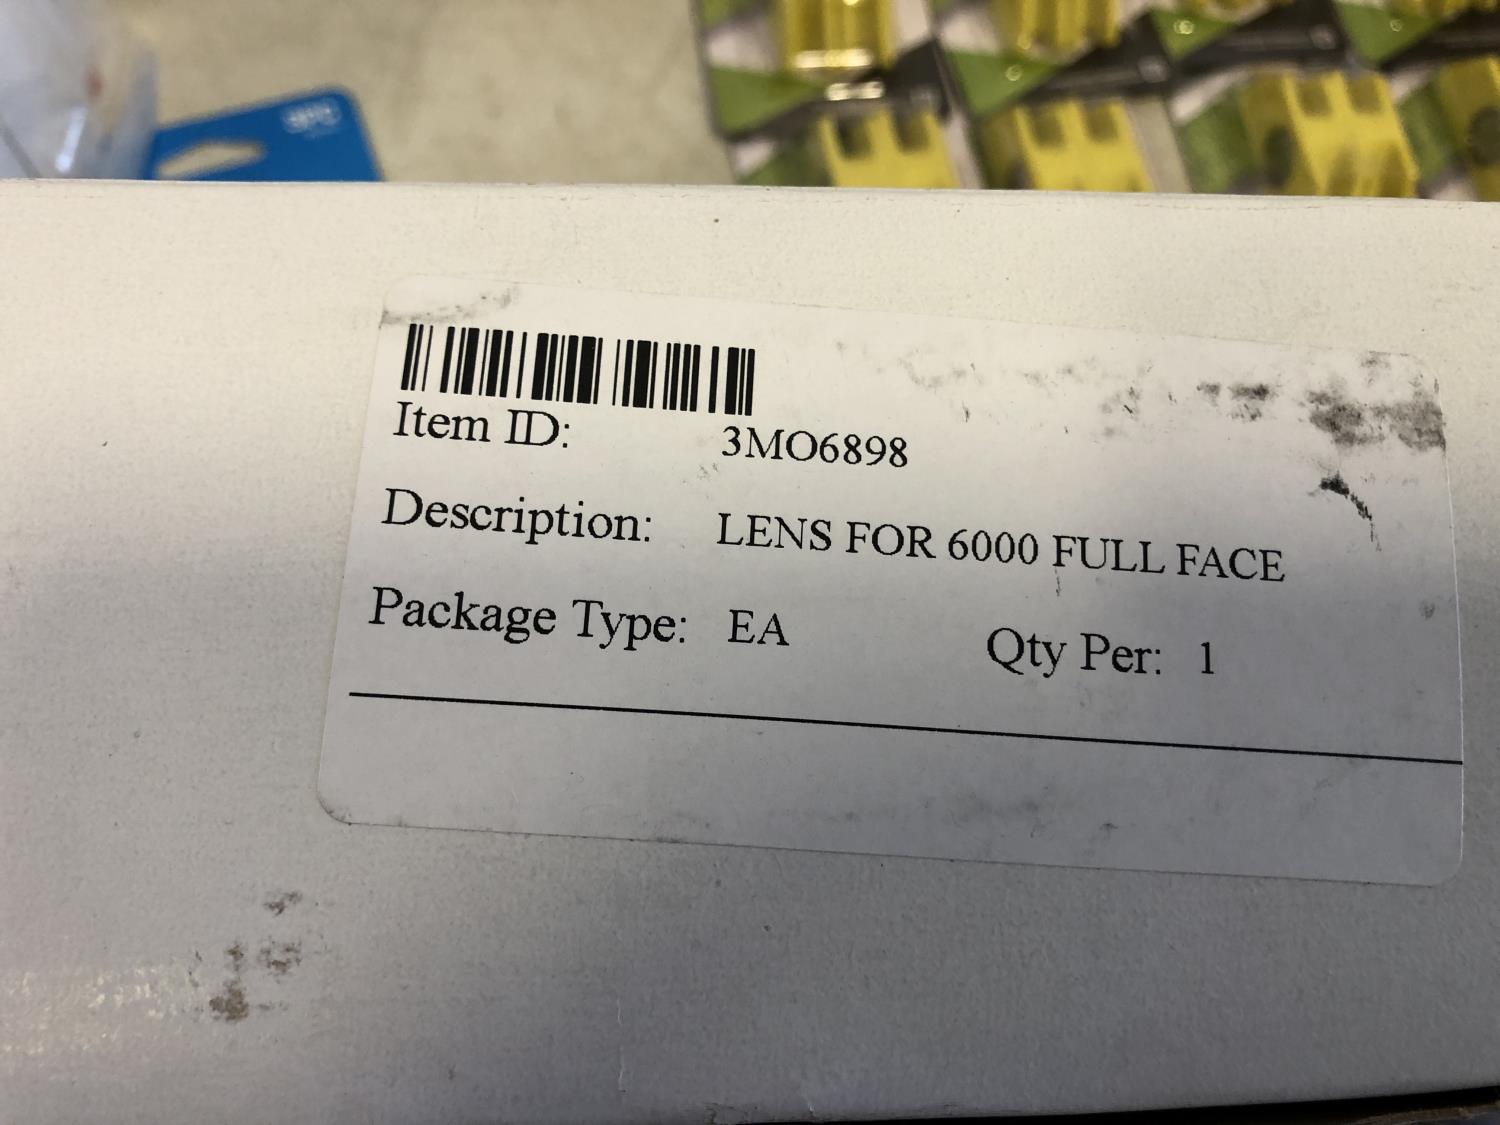 Item ID: 3MO6898
Description: LENS FOR 6000 FULL FACE
Package Type: EA Qty Per: 1